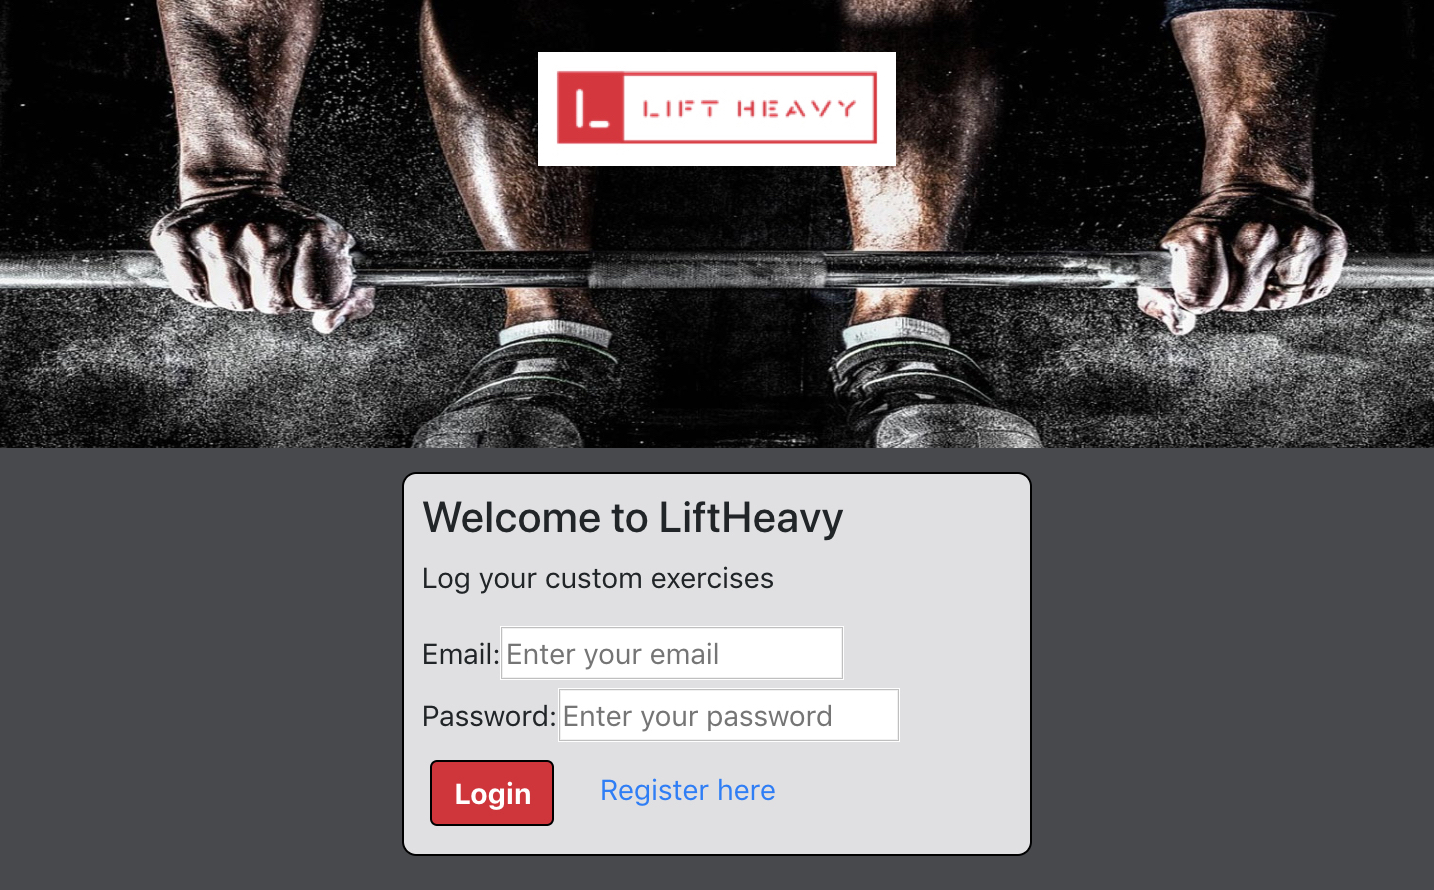 L LIFT HEAVY
Welcome to LiftHeavy
Log your custom exercises
Email: Enter your email
Password: Enter your password
Login Register here